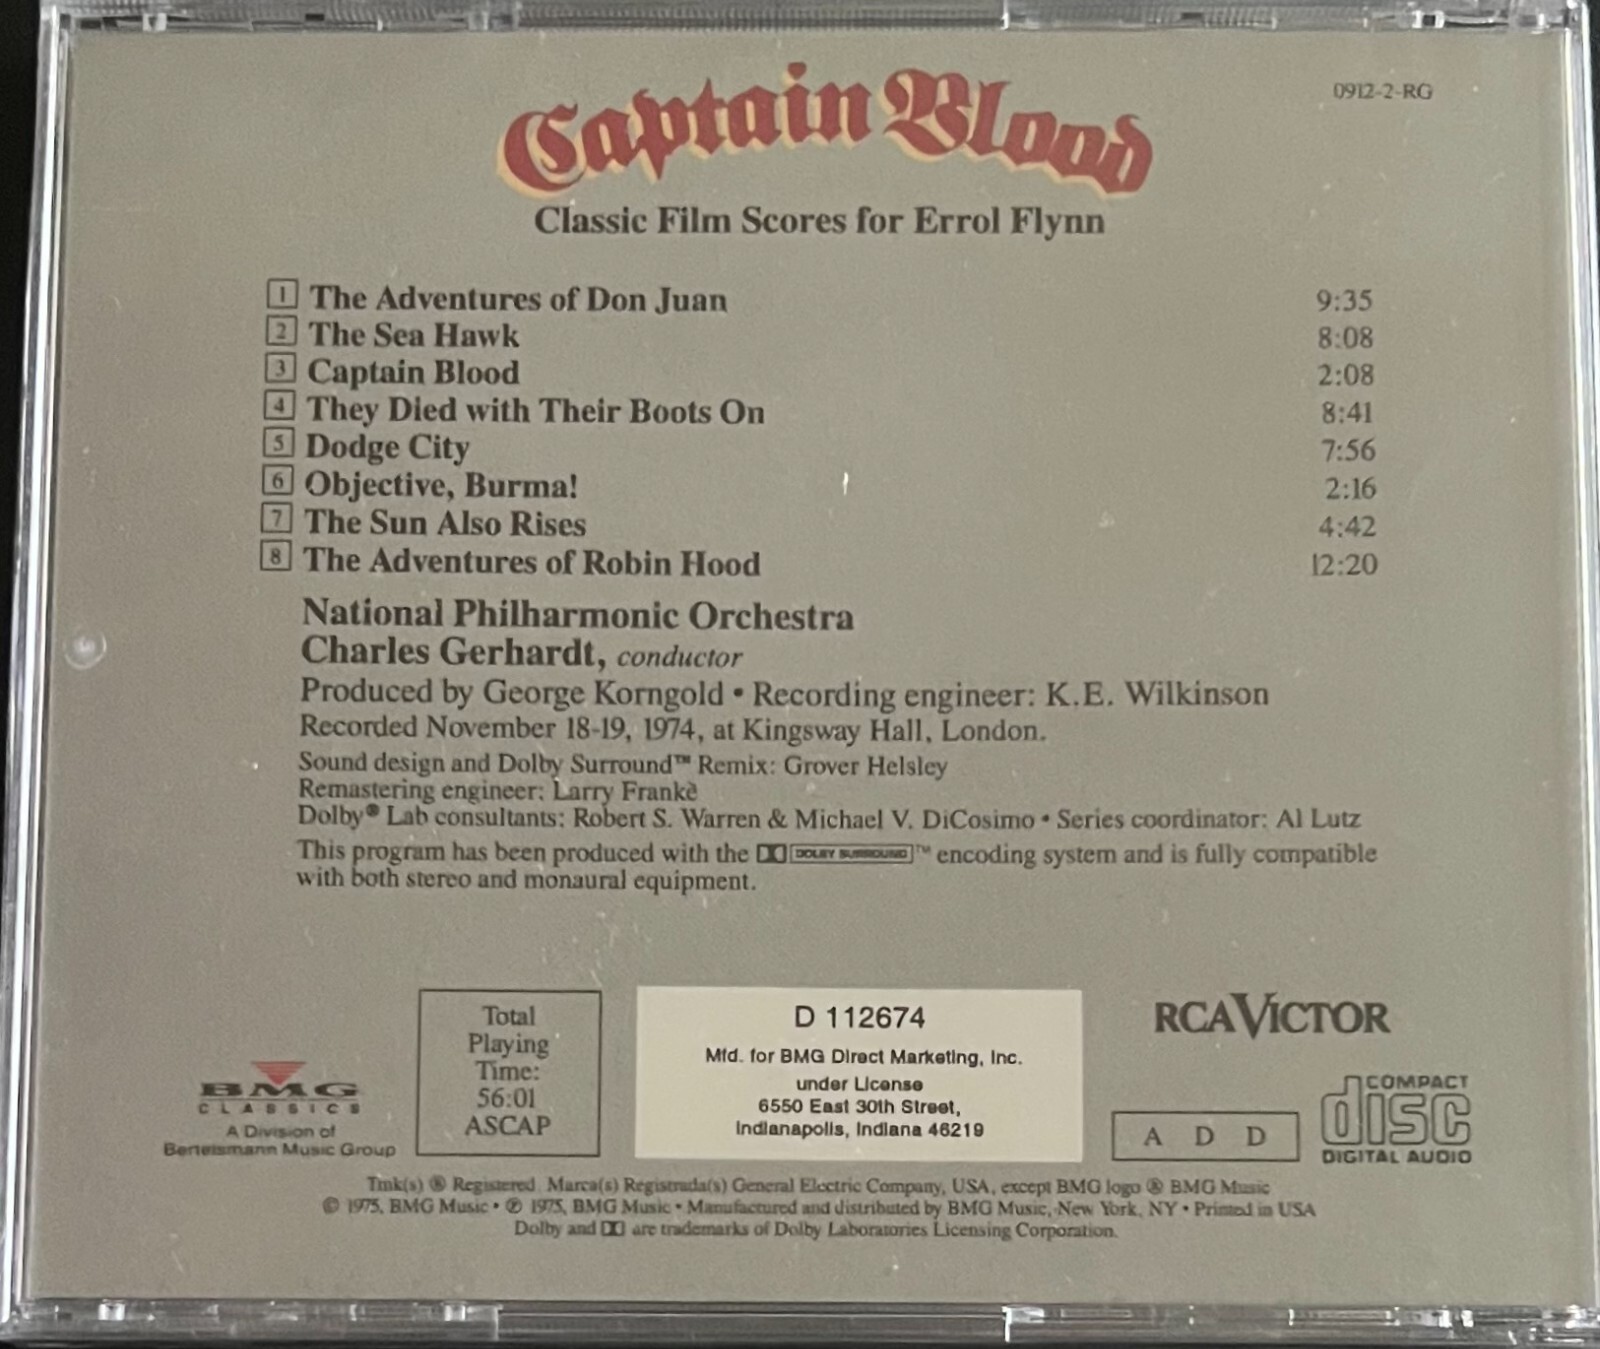 0912-2-RG
Captain Blood
Classic Film Scores for Errol Flynn
1 The Adventures of Don Juan 9:35
2 The Sea Hawk 8:08
3 Captain Blood 2:08
4 They Died with Their Boots On 8:41
5 Dodge City 7:56
6 Objective, Burma! 2:16
7 The Sun Also Rises 4:42
8 The Adventures of Robin Hood 12:20
National Philharmonic Orchestra
Charles Gerhardt, conductor
Produced by George Korngold • Recording engineer: K.E. Wilkinson
Recorded November 18-19, 1974, at Kingsway Hall, London.
Sound design and Dolby Surround™ Remix: Grover Helsley
Remastering engineer: Larry Frankè
Dolby® Lab consultants: Robert S. Warren & Michael V. DiCosimo • Series coordinator: Al Lutz
This program has been produced with the DOLBY SURROUND™ encoding system and is fully compatible
with both stereo and monaural equipment.
BMG
CLASSICS
A Division of
Bertelsmann Music Group
Total
Playing
Time:
56:01
ASCAP
D 112674
Mfd. for BMG Direct Marketing, Inc.
under License
6550 East 30th Street,
Indianapolis, Indiana 46219
RCA VICTOR
A D D
COMPACT
disc
DIGITAL AUDIO
Tmk(s) ® Registered. Marca(s) Registrada(s) General Electric Company, USA, except BMG logo ® BMG Music
© 1975, BMG Music • ℗ 1975, BMG Music • Manufactured and distributed by BMG Music, New York, NY • Printed in USA
Dolby and are trademarks of Dolby Laboratories Licensing Corporation.